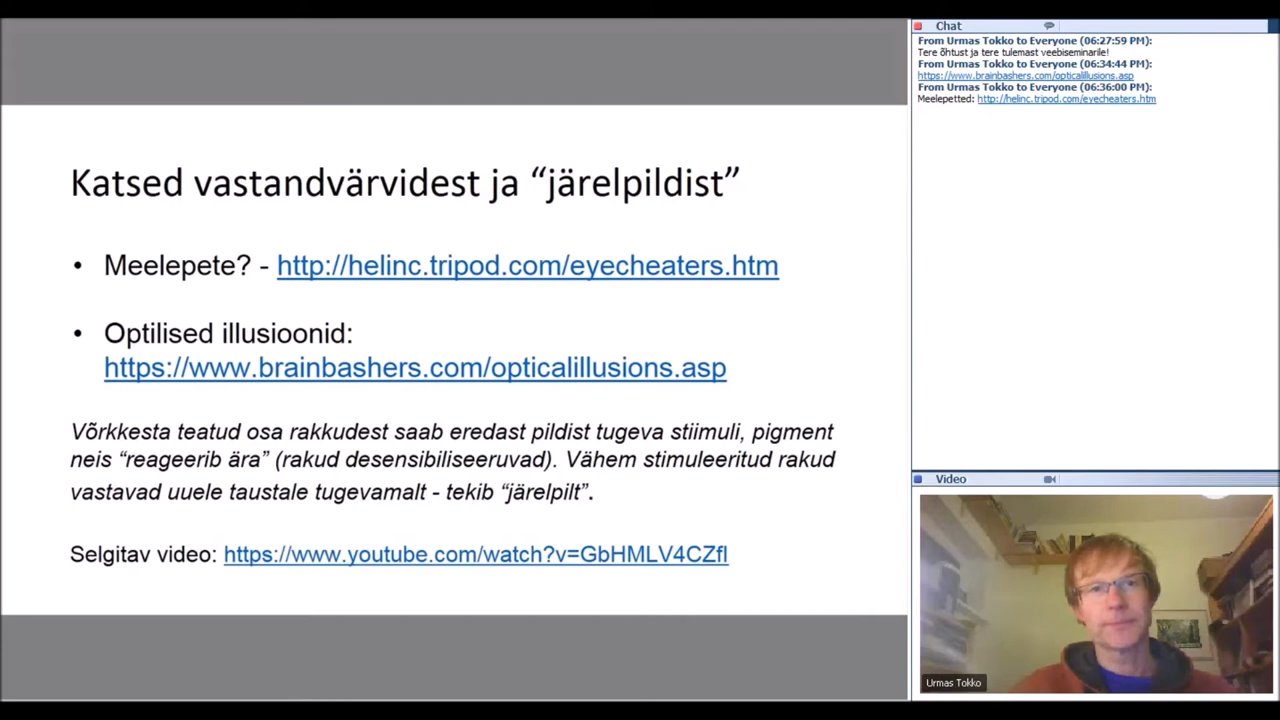 Katsed vastandvärvidest ja “järelpildist”
• Meelepete? - http://helinc.tripod.com/eyecheaters.htm
• Optilised illusioonid:
https://www.brainbashers.com/opticalillusions.asp
Võrkkesta teatud osa rakkudest saab eredast pildist tugeva stiimuli, pigment
neis “reageerib ära” (rakud desensibiliseeruvad). Vähem stimuleeritud rakud
vastavad uuele taustale tugevamalt - tekib “järelpilt”.
Selgitav video: https://www.youtube.com/watch?v=GbHMLV4CZfI
Chat
From Urmas Tokko to Everyone (06:27:59 PM):
Tere õhtust ja tere tulemast veebiseminarile!
From Urmas Tokko to Everyone (06:34:44 PM):
https://www.brainbashers.com/opticalillusions.asp
From Urmas Tokko to Everyone (06:36:00 PM):
Meelepetted: http://helinc.tripod.com/eyecheaters.htm
Video
Urmas Tokko